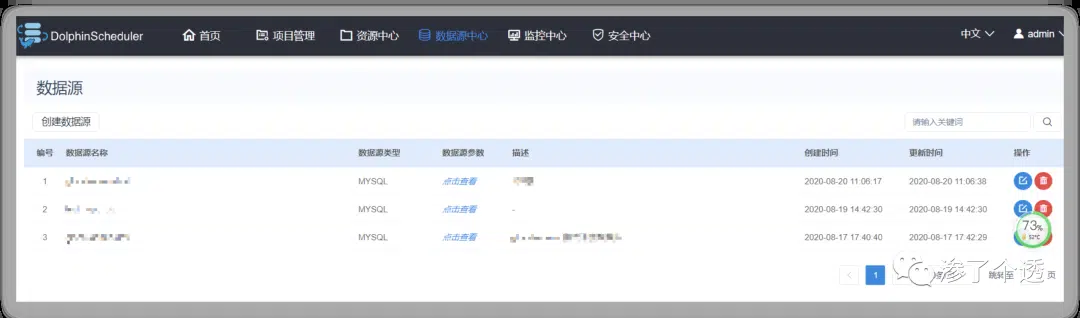 DolphinScheduler 首页 项目管理 资源中心 数据源中心 监控中心 安全中心 中文 admin
数据源
创建数据源 请输入关键词
编号 数据源名称 数据源类型 数据源参数 描述 创建时间 更新时间 操作
1 MYSQL 点击查看 2020-08-20 11:06:17 2020-08-20 11:06:38
2 MYSQL 点击查看 - 2020-08-19 14:42:30 2020-08-19 14:42:30
73%
52℃
3 MYSQL 点击查看 2020-08-17 17:40:40 2020-08-17 17:42:29
1 跳转至 页
渗了个透